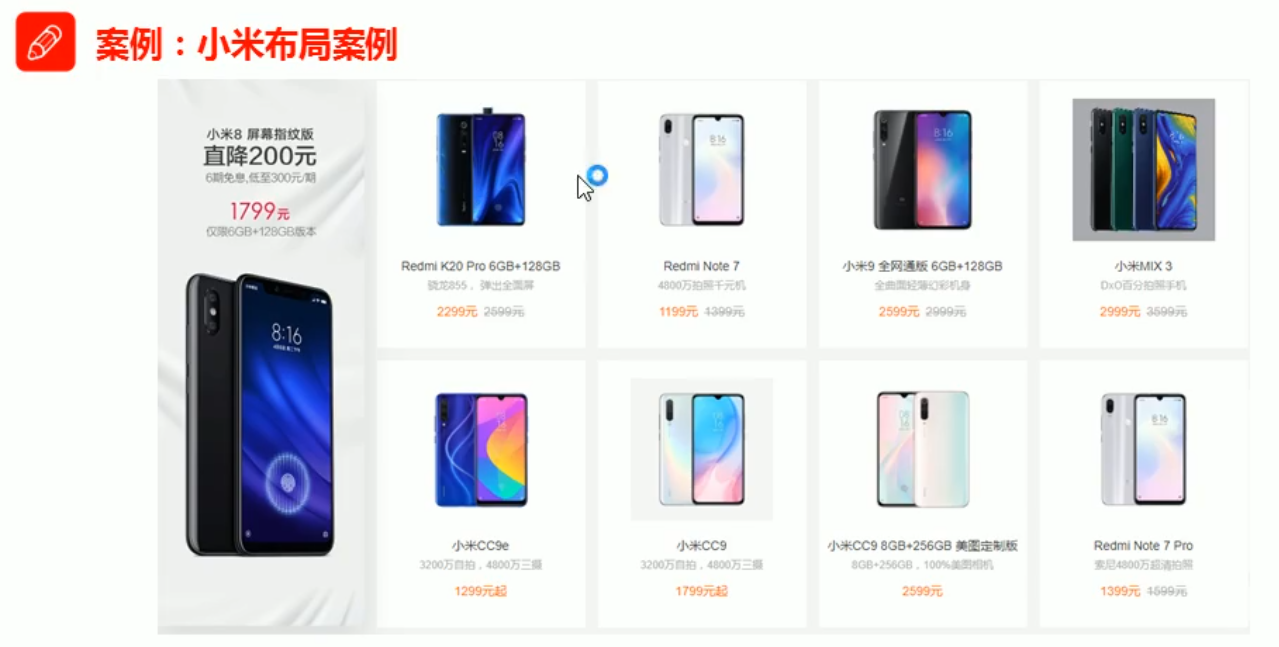 案例：小米布局案例
小米8 屏幕指纹版
直降200元
6期免息,低至300元/期
1799元
仅限6GB+128GB版本
8:16
Redmi K20 Pro 6GB+128GB
骁龙855，弹出全面屏
2299元 2599元
8:16
Redmi Note 7
4800万拍照千元机
1199元 1399元
8:16
小米9 全网通版 6GB+128GB
全曲面轻薄幻彩机身
2599元 2999元
小米MIX 3
DxO百分拍照手机
2999元 3599元
小米CC9e
3200万自拍，4800万三摄
1299元起
小米CC9
3200万自拍，4800万三摄
1799元起
小米CC9 8GB+256GB 美图定制版
8GB+256GB，100%美图相机
2599元
8:16
Redmi Note 7 Pro
索尼4800万超清拍照
1399元 1599元